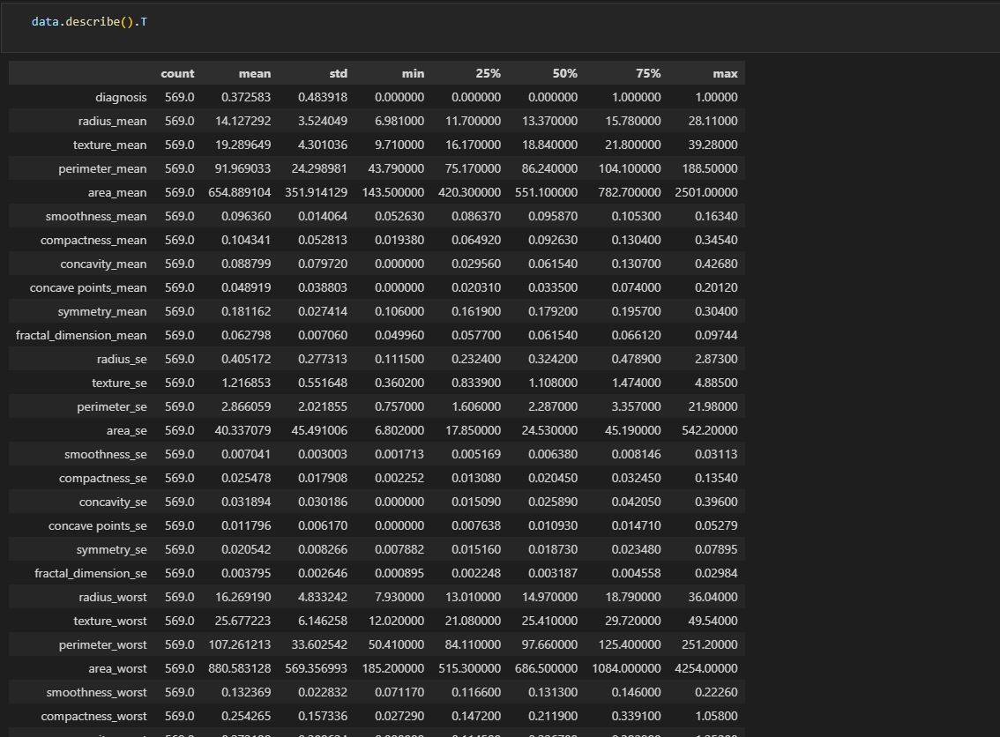 data.describe().T
count mean std min 25% 50% 75% max
diagnosis 569.0 0.372583 0.483918 0.000000 0.000000 0.000000 1.000000 1.00000
radius_mean 569.0 14.127292 3.524049 6.981000 11.700000 13.370000 15.780000 28.11000
texture_mean 569.0 19.289649 4.301036 9.710000 16.170000 18.840000 21.800000 39.28000
perimeter_mean 569.0 91.969033 24.298981 43.790000 75.170000 86.240000 104.100000 188.50000
area_mean 569.0 654.889104 351.914129 143.500000 420.300000 551.100000 782.700000 2501.00000
smoothness_mean 569.0 0.096360 0.014064 0.052630 0.086370 0.095870 0.105300 0.16340
compactness_mean 569.0 0.104341 0.052813 0.019380 0.064920 0.092630 0.130400 0.34540
concavity_mean 569.0 0.088799 0.079720 0.000000 0.029560 0.061540 0.130700 0.42680
concave points_mean 569.0 0.048919 0.038803 0.000000 0.020310 0.033500 0.074000 0.20120
symmetry_mean 569.0 0.181162 0.027414 0.106000 0.161900 0.179200 0.195700 0.30400
fractal_dimension_mean 569.0 0.062798 0.007060 0.049960 0.057700 0.061540 0.066120 0.09744
radius_se 569.0 0.405172 0.277313 0.111500 0.232400 0.324200 0.478900 2.87300
texture_se 569.0 1.216853 0.551648 0.360200 0.833900 1.108000 1.474000 4.88500
perimeter_se 569.0 2.866059 2.021855 0.757000 1.606000 2.287000 3.357000 21.98000
area_se 569.0 40.337079 45.491006 6.802000 17.850000 24.530000 45.190000 542.20000
smoothness_se 569.0 0.007041 0.003003 0.001713 0.005169 0.006380 0.008146 0.03113
compactness_se 569.0 0.025478 0.017908 0.002252 0.013080 0.020450 0.032450 0.13540
concavity_se 569.0 0.031894 0.030186 0.000000 0.015090 0.025890 0.042050 0.39600
concave points_se 569.0 0.011796 0.006170 0.000000 0.007638 0.010930 0.014710 0.05279
symmetry_se 569.0 0.020542 0.008266 0.007882 0.015160 0.018730 0.023480 0.07895
fractal_dimension_se 569.0 0.003795 0.002646 0.000895 0.002248 0.003187 0.004558 0.02984
radius_worst 569.0 16.269190 4.833242 7.930000 13.010000 14.970000 18.790000 36.04000
texture_worst 569.0 25.677223 6.146258 12.020000 21.080000 25.410000 29.720000 49.54000
perimeter_worst 569.0 107.261213 33.602542 50.410000 84.110000 97.660000 125.400000 251.20000
area_worst 569.0 880.583128 569.356993 185.200000 515.300000 686.500000 1084.000000 4254.00000
smoothness_worst 569.0 0.132369 0.022832 0.071170 0.116600 0.131300 0.146000 0.22260
compactness_worst 569.0 0.254265 0.157336 0.027290 0.147200 0.211900 0.339100 1.05800